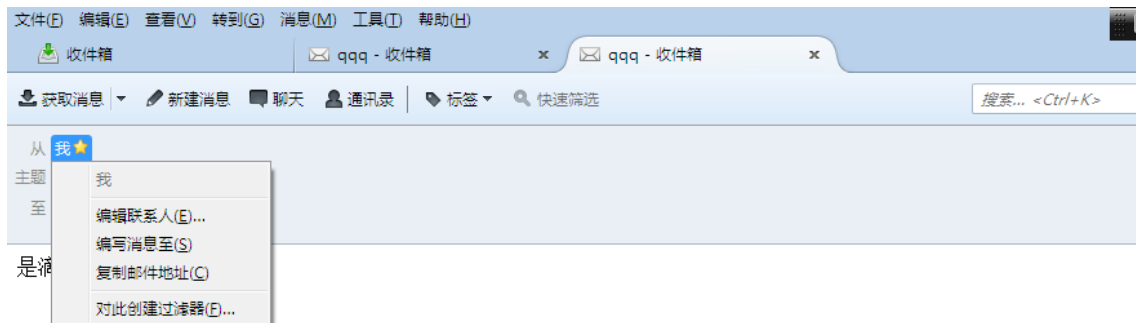 文件(F) 编辑(E) 查看(V) 转到(G) 消息(M) 工具(T) 帮助(H)
收件箱 qqq - 收件箱 × qqq - 收件箱 ×
获取消息 新建消息 聊天 通讯录 标签 快速筛选 搜索... <Ctrl+K>
从 我
主题 我
至 编辑联系人(E)...
编写消息至(S)
是 复制邮件地址(C)
对此创建过滤器(F)...